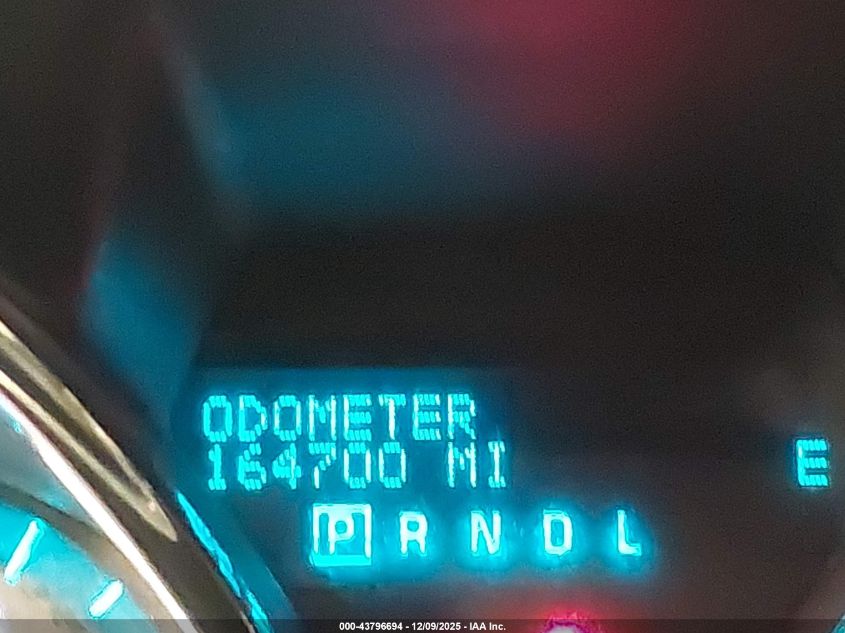 ODOMETER
164700 MI
E
P R N D L
000-43796694 - 12/09/2025 - IAA Inc.